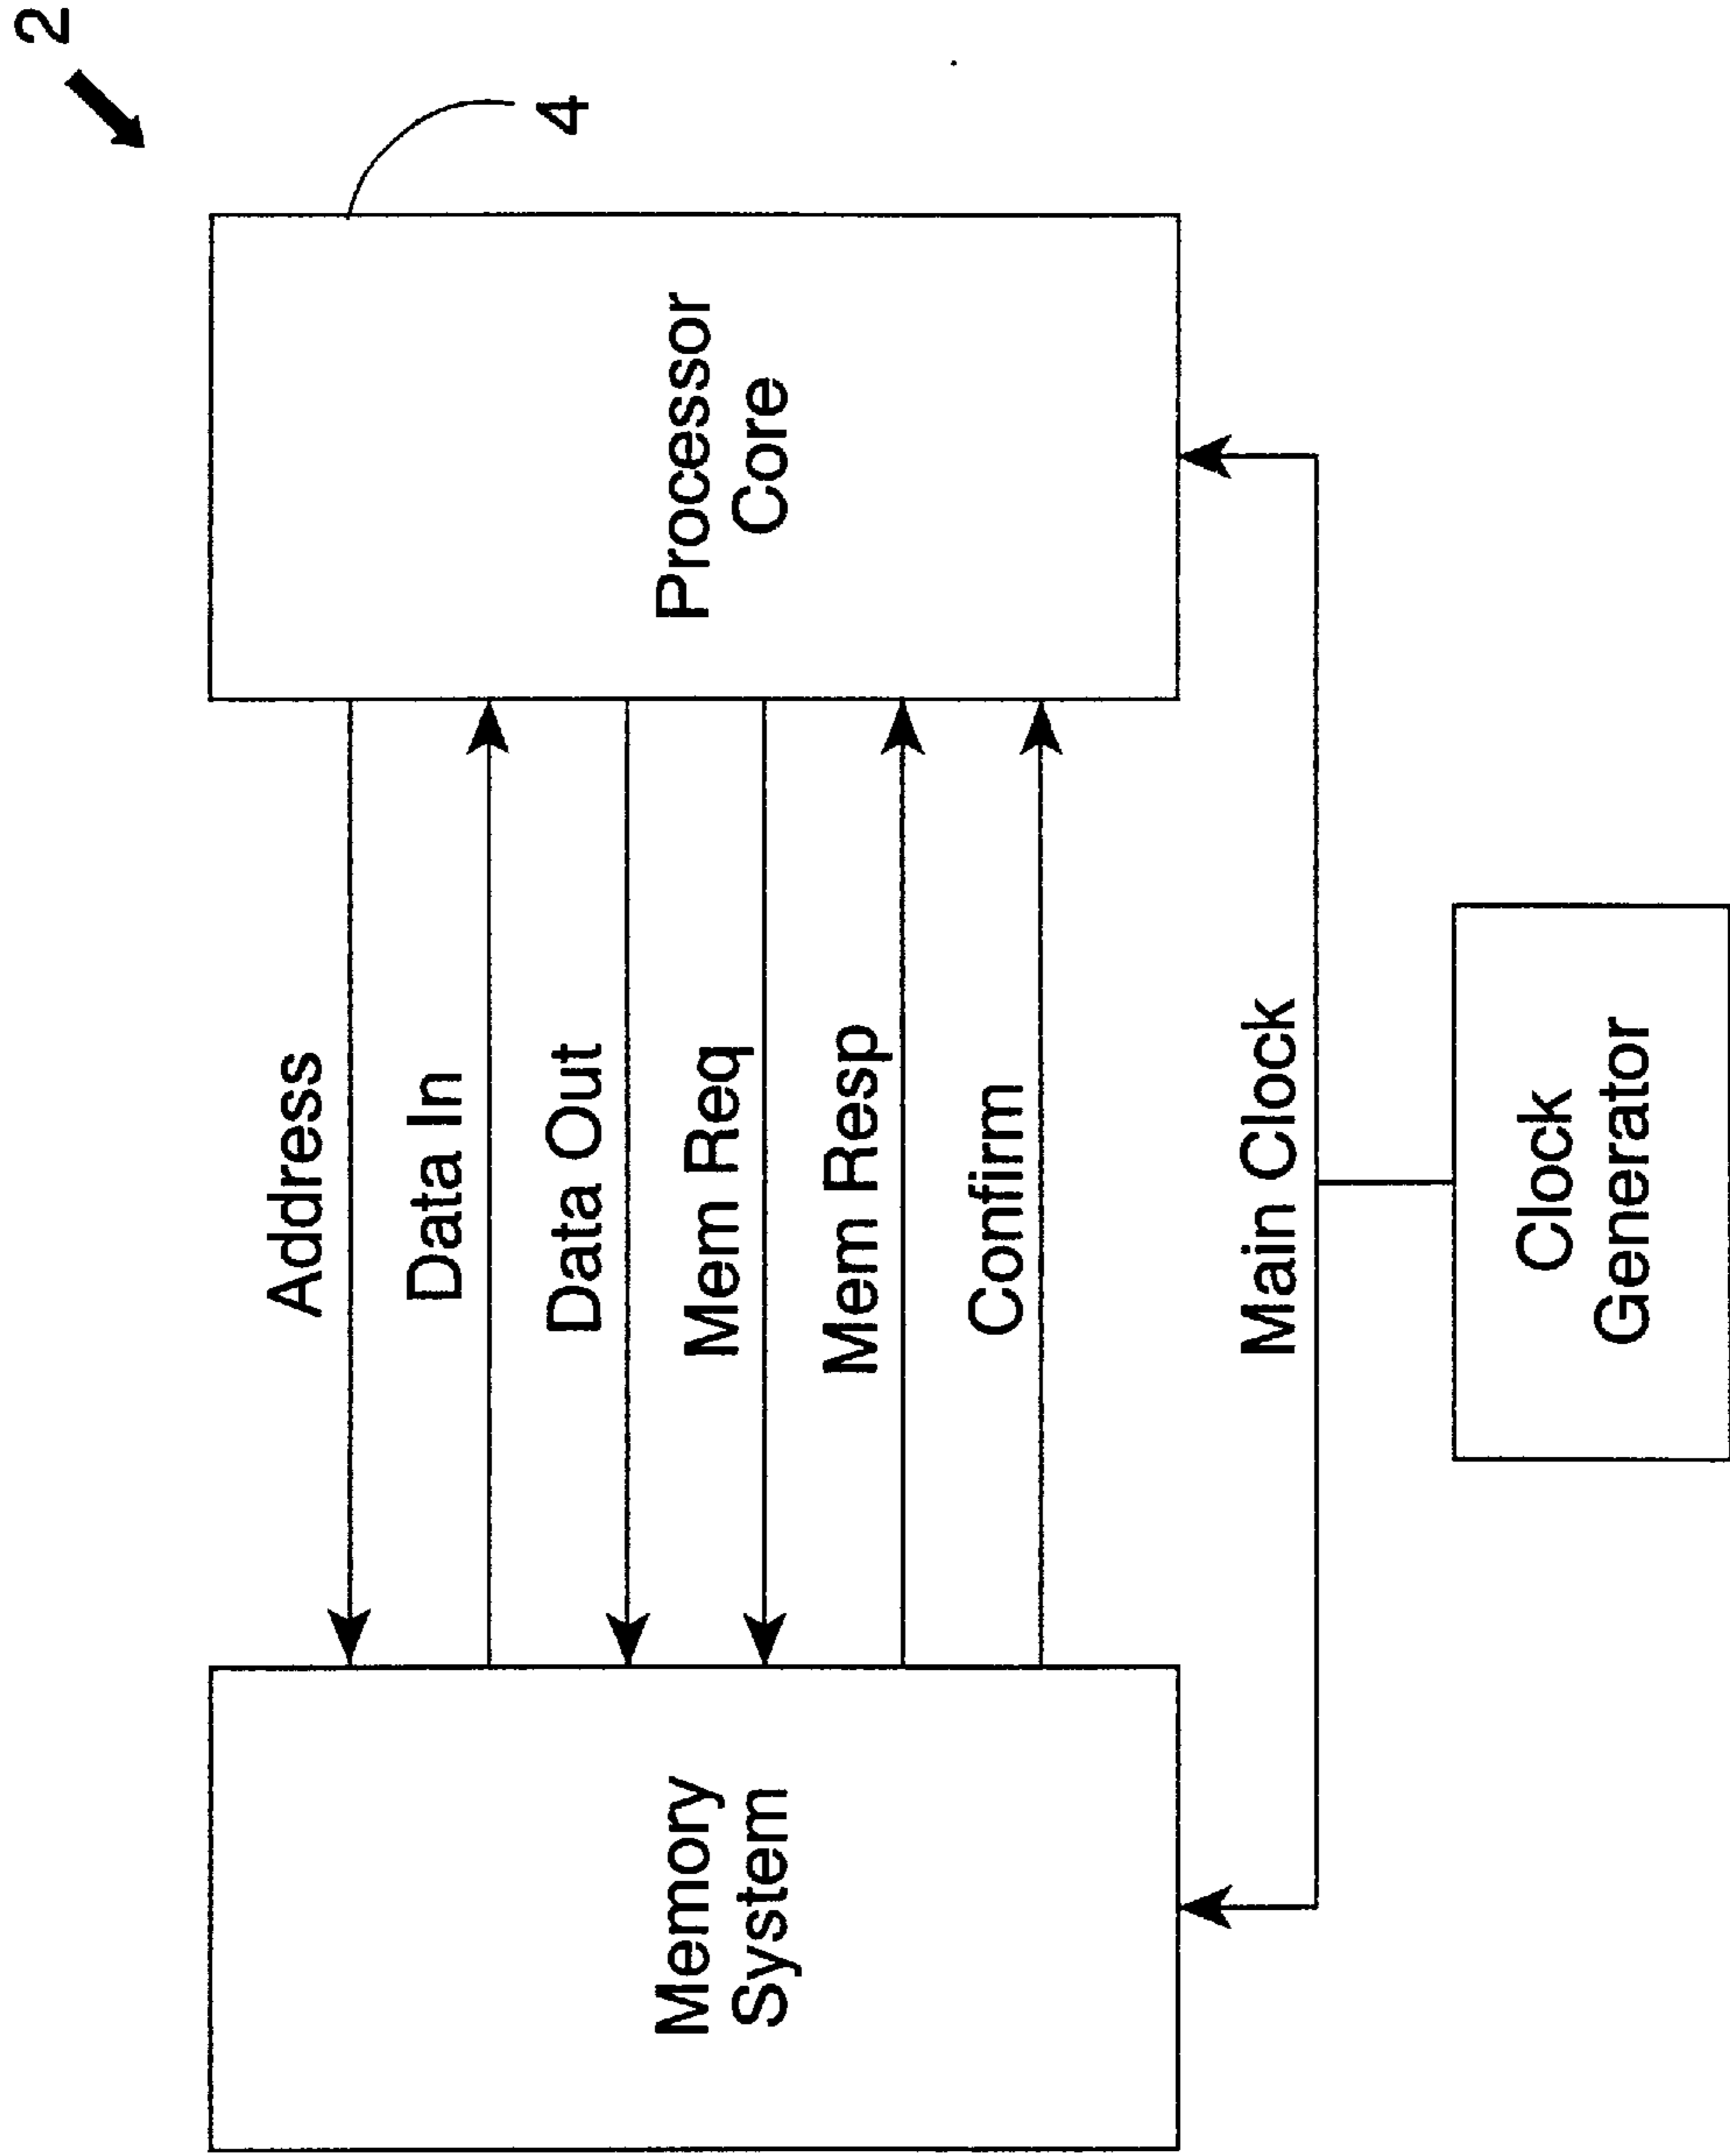 2
4
Memory
System
Address
Data In
Data Out
Mem Req
Mem Resp
Confirm
Main Clock
Processor
Core
Clock
Generator